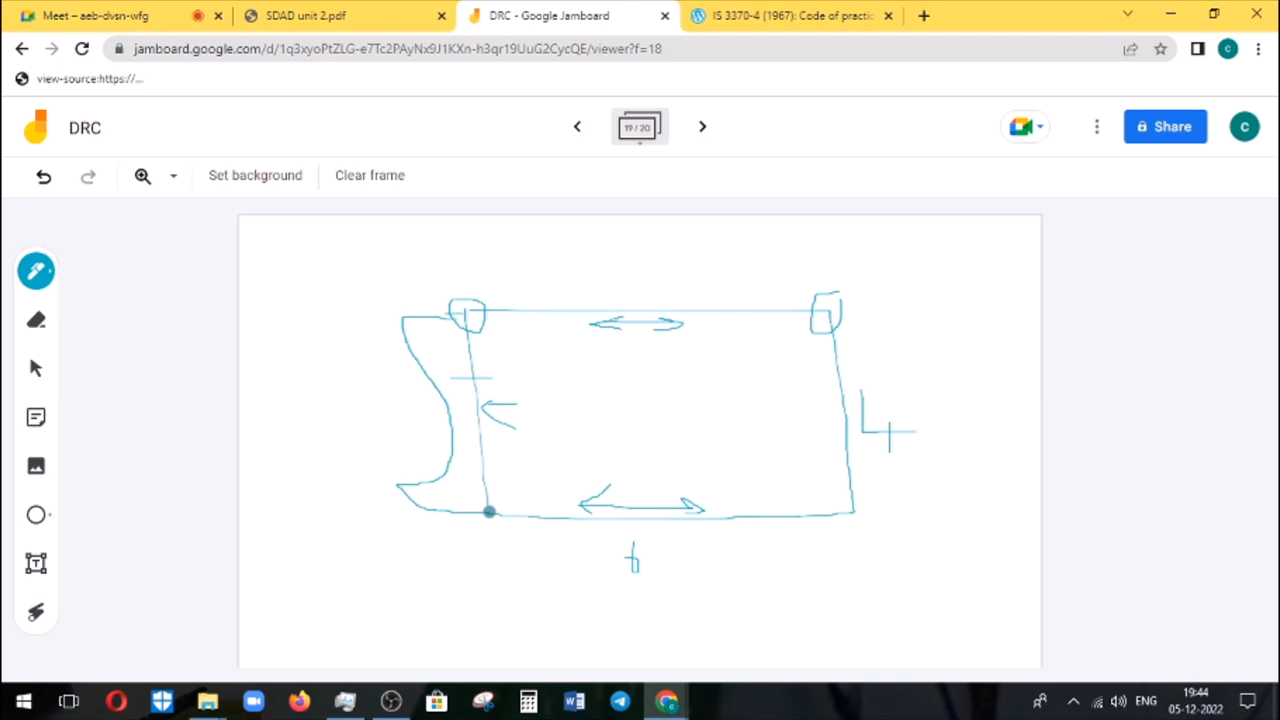 Meet – aeb-dvsn-wfg
SDAD unit 2.pdf
DRC - Google Jamboard
IS 3370-4 (1967): Code of practic
jamboard.google.com/d/1q3xyoPtZLG-e7Tc2PAyNx9J1KXn-h3qr19UuG2CycQE/viewer?f=18
view-source:https://...
DRC
19 / 20
Share
C
Set background
Clear frame
T
ENG
19:44
05-12-2022